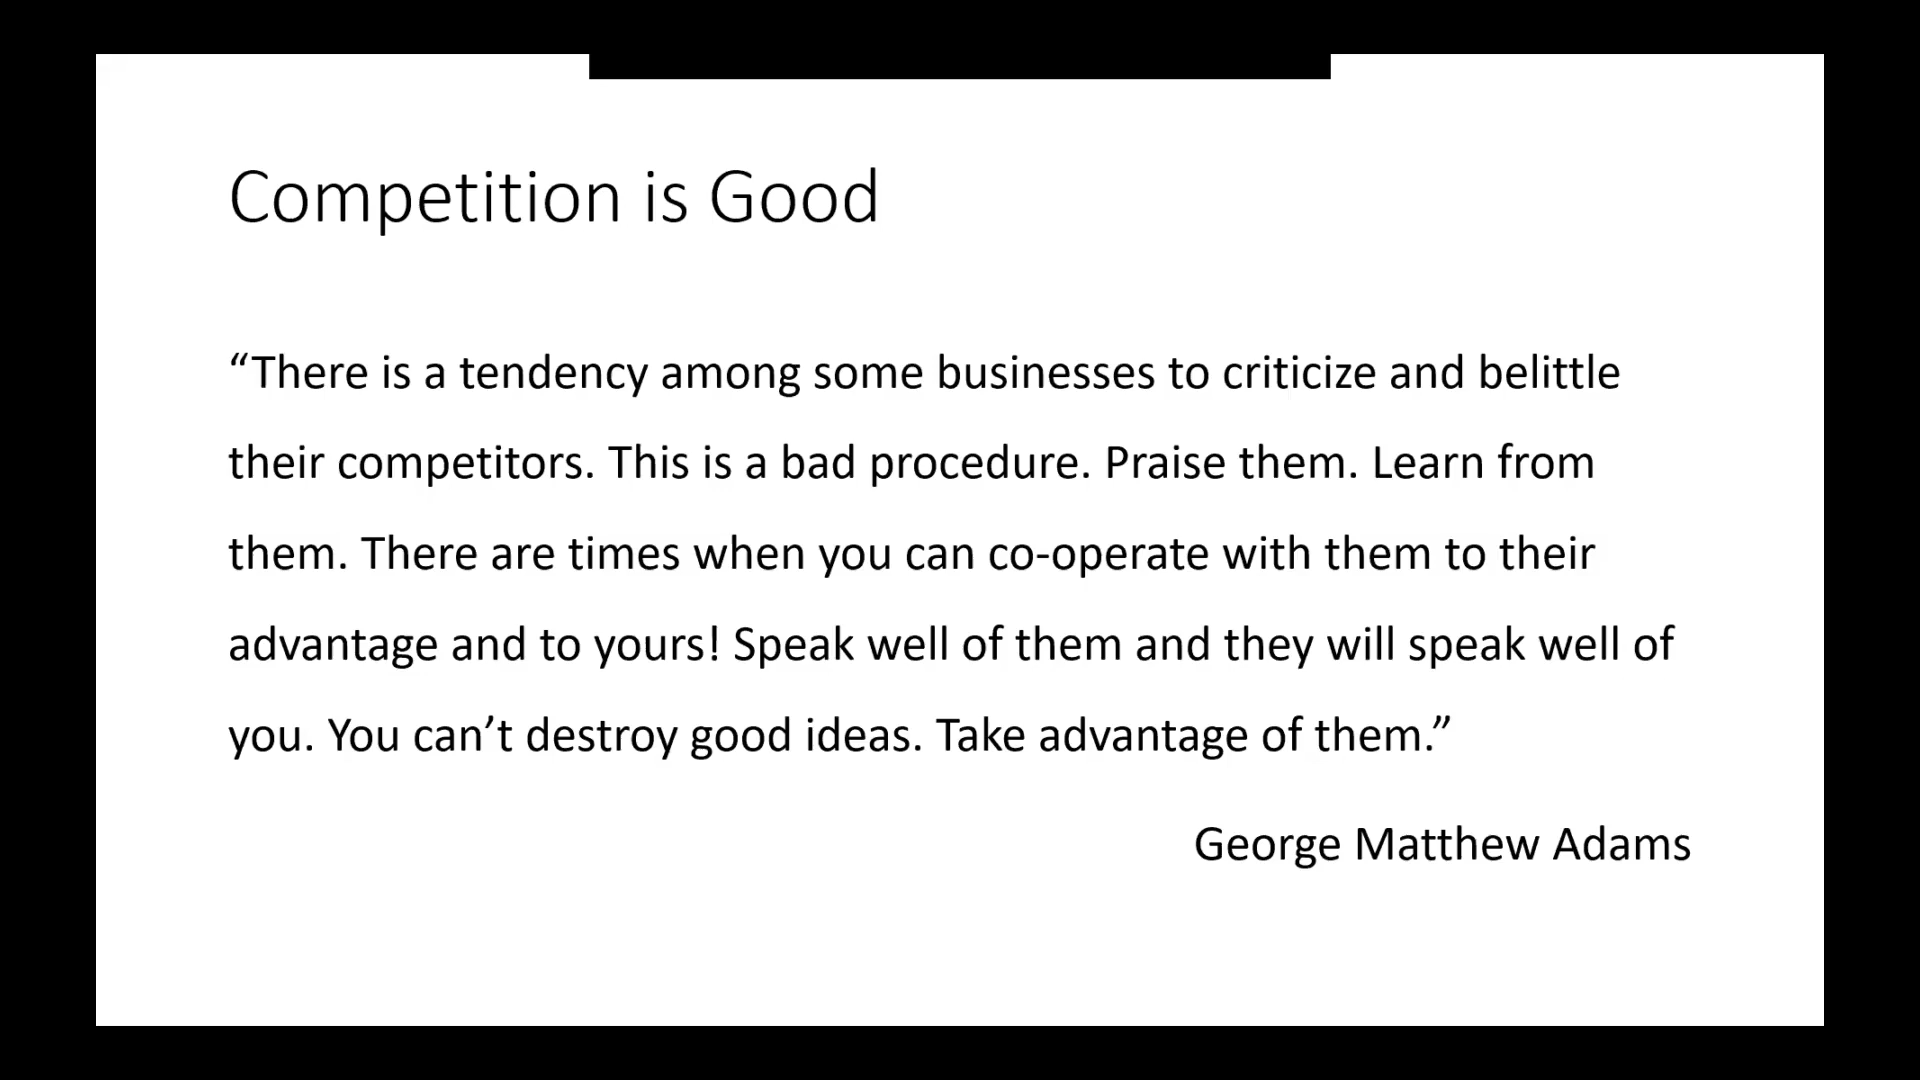 Competition is Good
“There is a tendency among some businesses to criticize and belittle
their competitors. This is a bad procedure. Praise them. Learn from
them. There are times when you can co-operate with them to their
advantage and to yours! Speak well of them and they will speak well of
you. You can’t destroy good ideas. Take advantage of them.”
George Matthew Adams